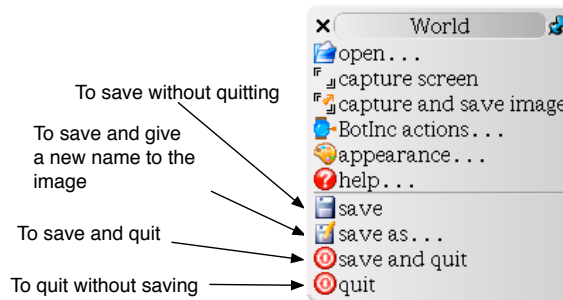 World
open...
capture screen
capture and save image
BotInc actions...
appearance...
help...
save
save as...
save and quit
quit
To save without quitting
To save and give
a new name to the
image
To save and quit
To quit without saving